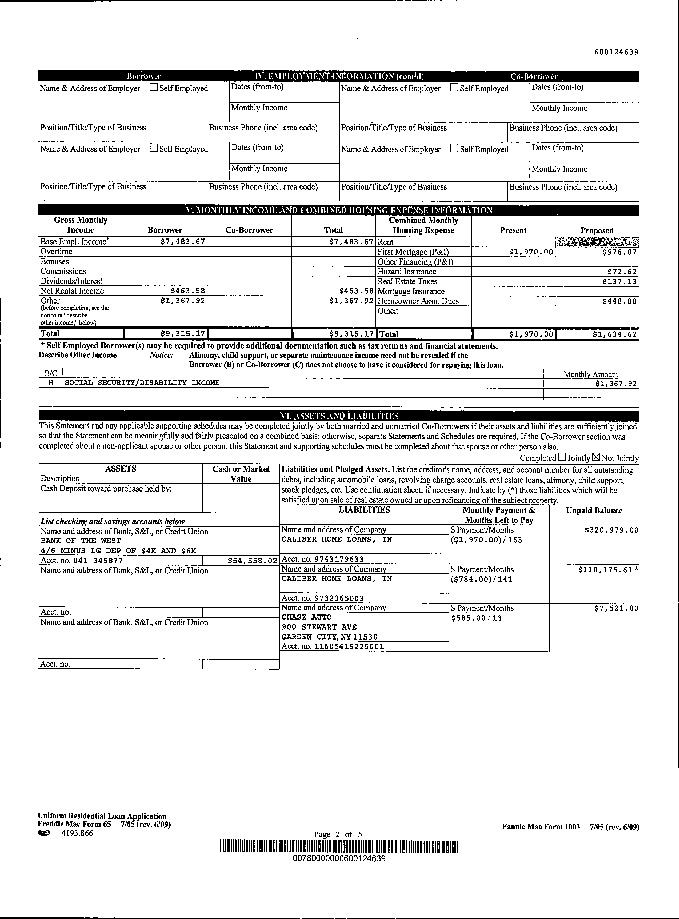 600124639
Borrower IV. EMPLOYMENT INFORMATION (cont'd) Co-Borrower
Name & Address of Employer ☐ Self Employed Dates (from-to) Name & Address of Employer ☐ Self Employed Dates (from-to)
Monthly Income Monthly Income
Position/Title/Type of Business Business Phone (incl. area code) Position/Title/Type of Business Business Phone (incl. area code)
Name & Address of Employer ☐ Self Employed Dates (from-to) Name & Address of Employer ☐ Self Employed Dates (from-to)
Monthly Income Monthly Income
Position/Title/Type of Business Business Phone (incl. area code) Position/Title/Type of Business Business Phone (incl. area code)
V. MONTHLY INCOME AND COMBINED HOUSING EXPENSE INFORMATION
Gross Monthly Income Borrower Co-Borrower Total Combined Monthly Housing Expense Present Proposed
Base Empl. Income* $7,483.67 $7,483.67 Rent
Overtime First Mortgage (P&I) $1,970.00 $976.07
Bonuses Other Financing (P&I)
Commissions Hazard Insurance $72.62
Dividends/Interest Real Estate Taxes $137.13
Net Rental Income $463.58 $463.58 Mortgage Insurance
Other $1,367.92 $1,367.92 Homeowner Assn. Dues $448.00
(before completing, see the notice in "describe other income," below) Other:
Total $9,315.17 $9,315.17 Total $1,970.00
* Self Employed Borrower(s) may be required to provide additional documentation such as tax returns and financial statements.
Describe Other Income Notice: Alimony, child support, or separate maintenance income need not be revealed if the
Borrower (B) or Co-Borrower (C) does not choose to have it considered for repaying this loan.
B/C Monthly Amount
B SOCIAL SECURITY/DISABILITY INCOME $1,367.92
VI. ASSETS AND LIABILITIES
This Statement and any applicable supporting schedules may be completed jointly by both married and unmarried Co-Borrowers if their assets and liabilities are sufficiently joined
so that the Statement can be meaningfully and fairly presented on a combined basis; otherwise, separate Statements and Schedules are required. If the Co-Borrower section was
completed about a non-applicant spouse or other person, this Statement and supporting schedules must be completed about that spouse or other person also.
Completed ☐ Jointly ☒ Not Jointly
ASSETS Cash or Market Value
Description
Cash Deposit toward purchase held by:
Liabilities and Pledged Assets. List the creditor's name, address, and account number for all outstanding
debts, including automobile loans, revolving charge accounts, real estate loans, alimony, child support,
stock pledges, etc. Use continuation sheet, if necessary. Indicate by (*) those liabilities which will be
satisfied upon sale of real estate owned or upon refinancing of the subject property.
LIABILITIES Monthly Payment & Months Left to Pay Unpaid Balance
List checking and savings accounts below
Name and address of Bank, S&L, or Credit Union
BANK OF THE WEST
4/6 MINUS LG DEP OF $4K AND $6K
Acct. no. 041 345877 $54,558.02
Name and address of Company $ Payment/Months $320,979.00
CALIBER HOME LOANS, IN ($1,970.00)/153
Acct. no. 9763179633
Name and address of Bank, S&L, or Credit Union
Name and address of Company $ Payment/Months $110,175.61*
CALIBER HOME LOANS, IN ($784.00)/141
Acct. no. 9732365003
Acct. no.
Name and address of Bank, S&L, or Credit Union
Name and address of Company $ Payment/Months $7,521.00
CHASE AUTO $585.00/13
900 STEWART AVE
GARDEN CITY, NY 11530
Acct. no. 11605415225001
Acct. no.
Uniform Residential Loan Application
Freddie Mac Form 65 7/05 (rev. 6/09) Fannie Mae Form 1003 7/05 (rev. 6/09)
4193.866 Page 2 of 5